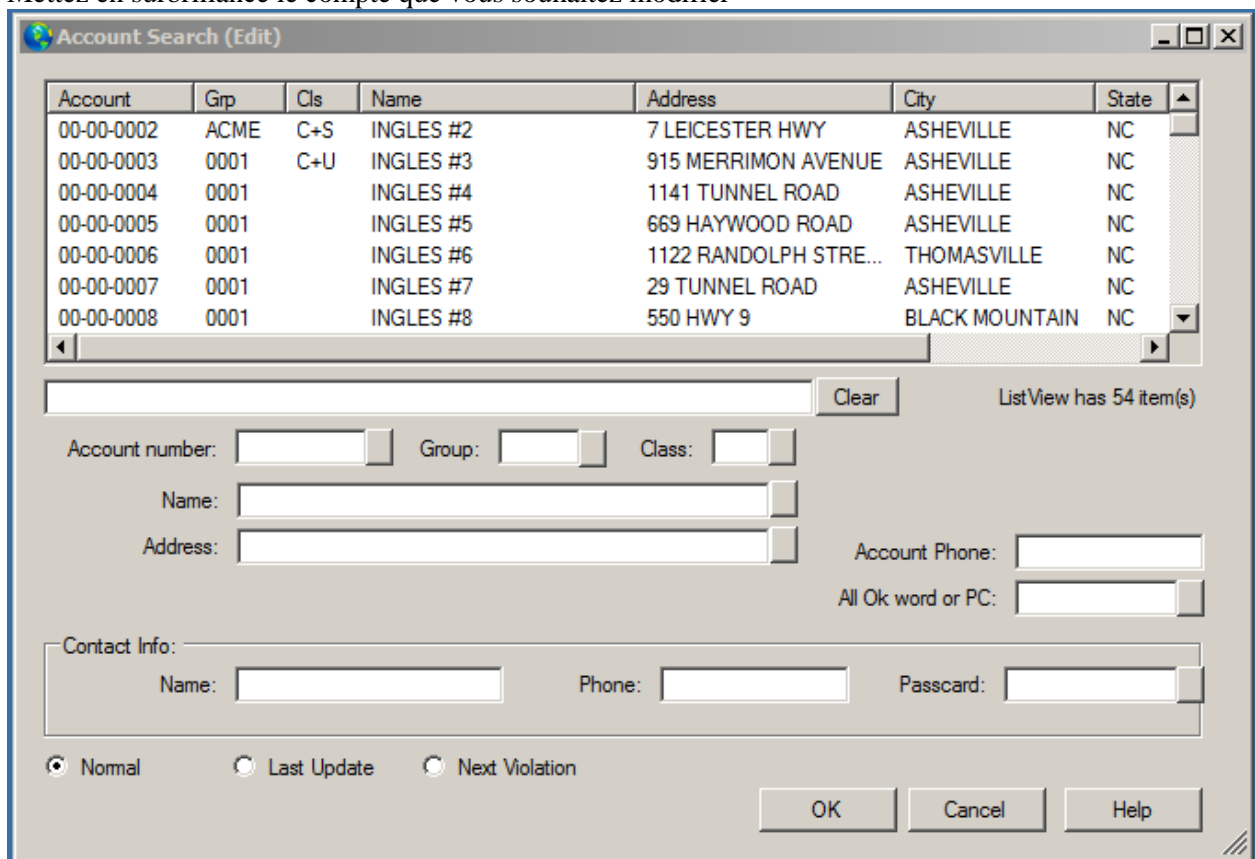 Mettez en surbrillance le compte que vous souhaitez modifier
Account Search (Edit)
Account Grp Cls Name Address City State
00-00-0002 ACME C+S INGLES #2 7 LEICESTER HWY ASHEVILLE NC
00-00-0003 0001 C+U INGLES #3 915 MERRIMON AVENUE ASHEVILLE NC
00-00-0004 0001 INGLES #4 1141 TUNNEL ROAD ASHEVILLE NC
00-00-0005 0001 INGLES #5 669 HAYWOOD ROAD ASHEVILLE NC
00-00-0006 0001 INGLES #6 1122 RANDOLPH STRE... THOMASVILLE NC
00-00-0007 0001 INGLES #7 29 TUNNEL ROAD ASHEVILLE NC
00-00-0008 0001 INGLES #8 550 HWY 9 BLACK MOUNTAIN NC
Clear ListView has 54 item(s)
Account number: Group: Class:
Name:
Address:
Account Phone:
All Ok word or PC:
Contact Info:
Name: Phone: Passcard:
Normal Last Update Next Violation
OK Cancel Help